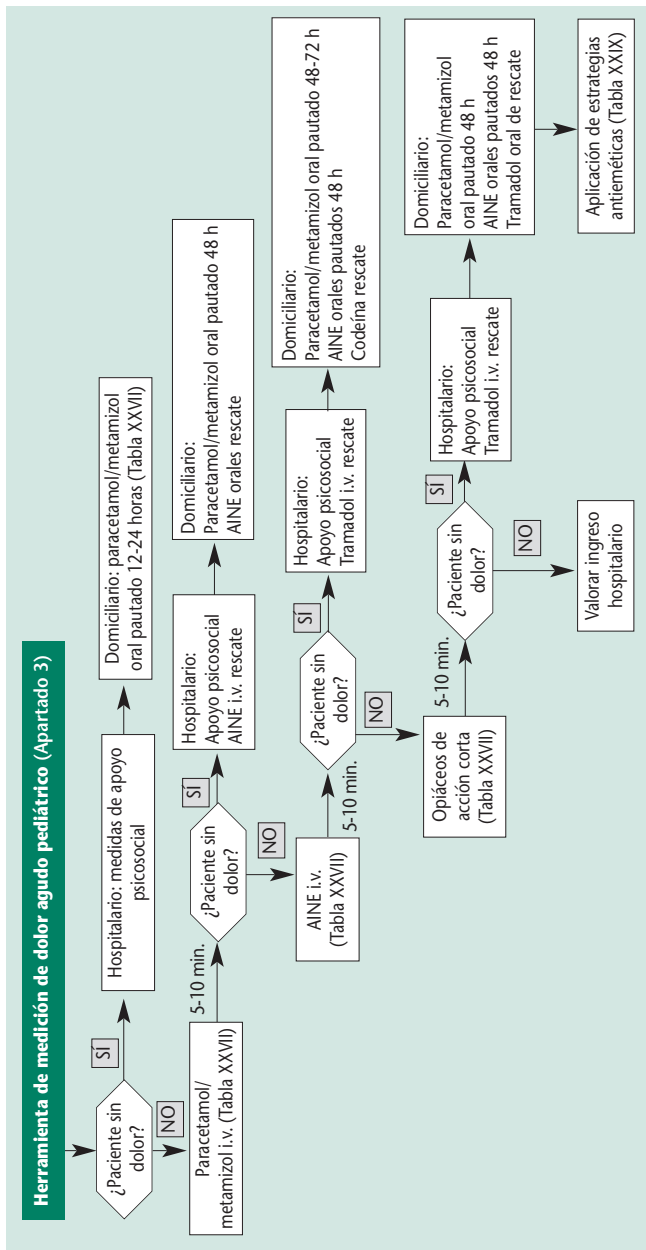 Herramienta de medición de dolor agudo pediátrico (Apartado 3)
¿Paciente sin
dolor?
SÍ
Hospitalario: medidas de apoyo
psicosocial
Domiciliario: paracetamol/metamizol
oral pautado 12-24 horas (Tabla XXVII)
NO
Paracetamol/
metamizol i.v. (Tabla XXVII)
5-10 min.
¿Paciente sin
dolor?
SÍ
Hospitalario:
Apoyo psicosocial
AINE i.v. rescate
Domiciliario:
Paracetamol/metamizol oral pautado 48 h
AINE orales rescate
NO
AINE i.v.
(Tabla XXVII)
5-10 min.
¿Paciente sin
dolor?
SÍ
Hospitalario:
Apoyo psicosocial
Tramadol i.v. rescate
Domiciliario:
Paracetamol/metamizol oral pautado 48-72 h
AINE orales pautados 48 h
Codeína rescate
NO
Opiáceos de
acción corta
(Tabla XXVII)
5-10 min.
¿Paciente sin
dolor?
SÍ
Hospitalario:
Apoyo psicosocial
Tramadol i.v. rescate
Domiciliario:
Paracetamol/metamizol
oral pautado 48 h
AINE orales pautados 48 h
Tramadol oral de rescate
NO
Valorar ingreso
hospitalario
Aplicación de estrategias
antieméticas (Tabla XXIX)